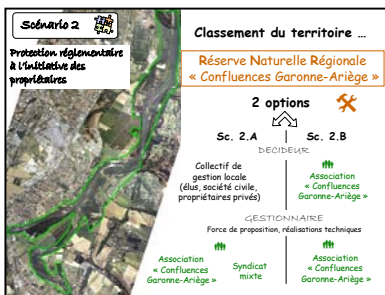 Scénario 2
Protection réglementaire
à l'initiative des
propriétaires
Classement du territoire …
Réserve Naturelle Régionale
« Confluences Garonne-Ariège »
2 options
Sc. 2.A
Sc. 2.B
DECIDEUR
Collectif de
gestion locale
(élus, société civile,
propriétaires privés)
Association
« Confluences
Garonne-Ariège »
GESTIONNAIRE
Force de proposition, réalisations techniques
Association
« Confluences
Garonne-Ariège »
Syndicat
mixte
Association
« Confluences
Garonne-Ariège »